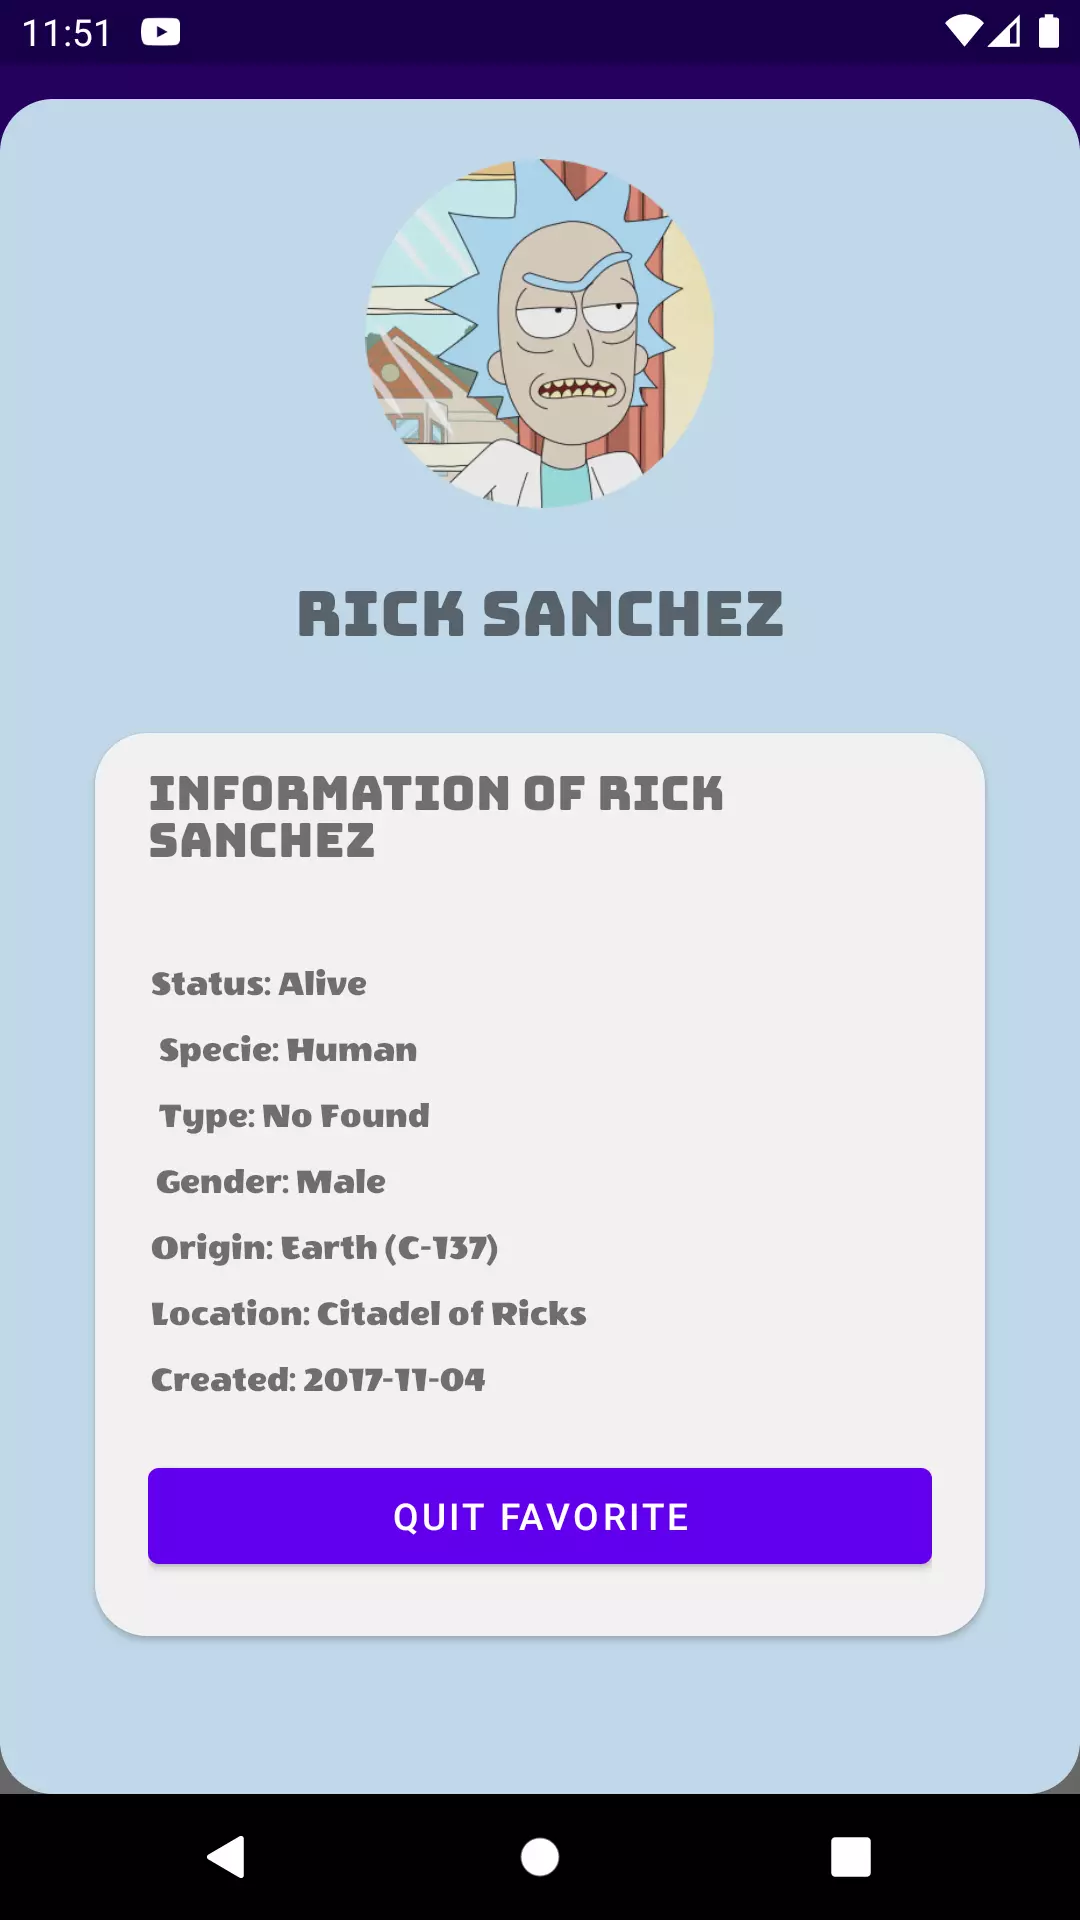 11:51
RICK SANCHEZ
INFORMATION OF RICK
SANCHEZ
Status: Alive
Specie: Human
Type: No Found
Gender: Male
Origin: Earth (C-137)
Location: Citadel of Ricks
Created: 2017-11-04
QUIT FAVORITE